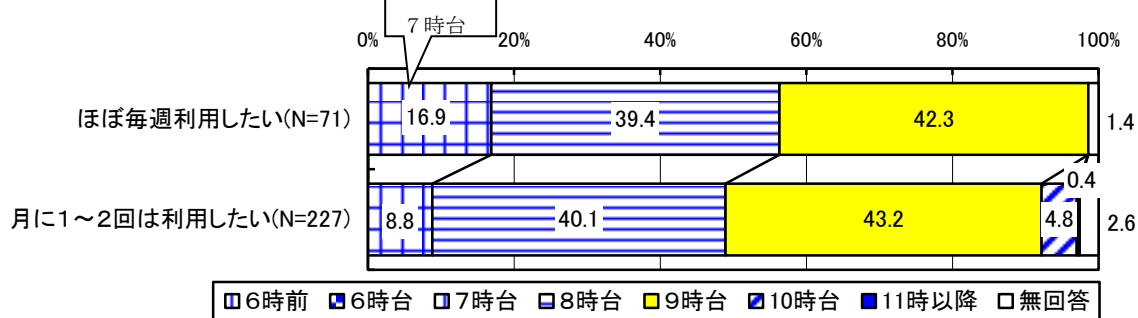 ７時台
0% 20% 40% 60% 80% 100%
ほぼ毎週利用したい(N=71) 16.9 39.4 42.3 1.4
0.4
月に１～２回は利用したい(N=227) 8.8 40.1 43.2 4.8 2.6
６時前 ６時台 ７時台 ８時台 ９時台 10時台 11時以降 無回答